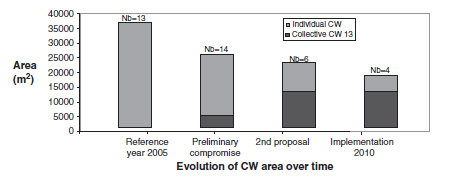 40000
35000
30000
25000
20000
15000
10000
5000
0
Area
(m²)
Nb=13
Nb=14
Nb=6
Nb=4
Individual CW
Collective CW 13
Reference
year 2005
Preliminary
compromise
2nd proposal
Implementation
2010
Evolution of CW area over time